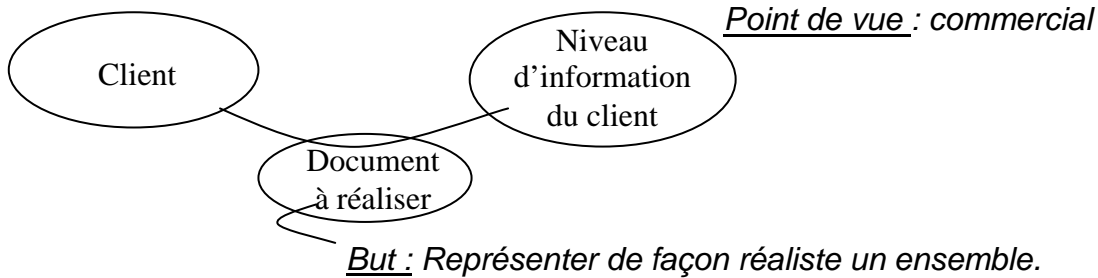 Point de vue : commercial
Client
Niveau
d’information
du client
Document
à réaliser
But : Représenter de façon réaliste un ensemble.